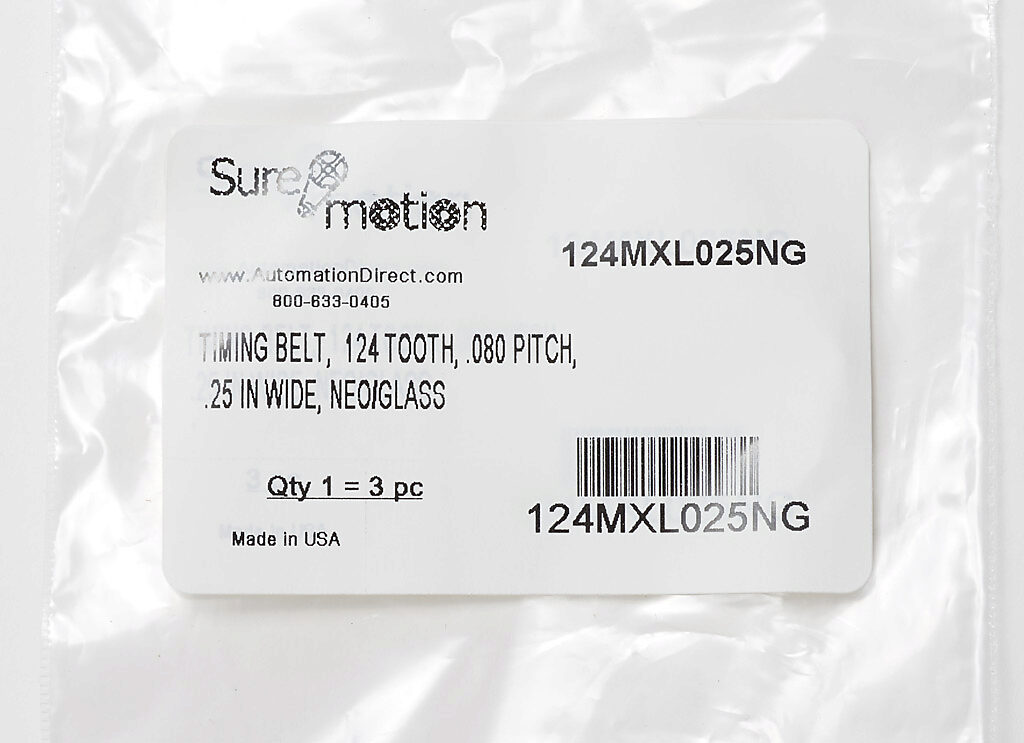 Sure
motion
124MXL025NG
www.AutomationDirect.com
800-633-0405
TIMING BELT, 124 TOOTH, .080 PITCH,
.25 IN WIDE, NEO/GLASS
Qty 1 = 3 pc
124MXL025NG
Made in USA